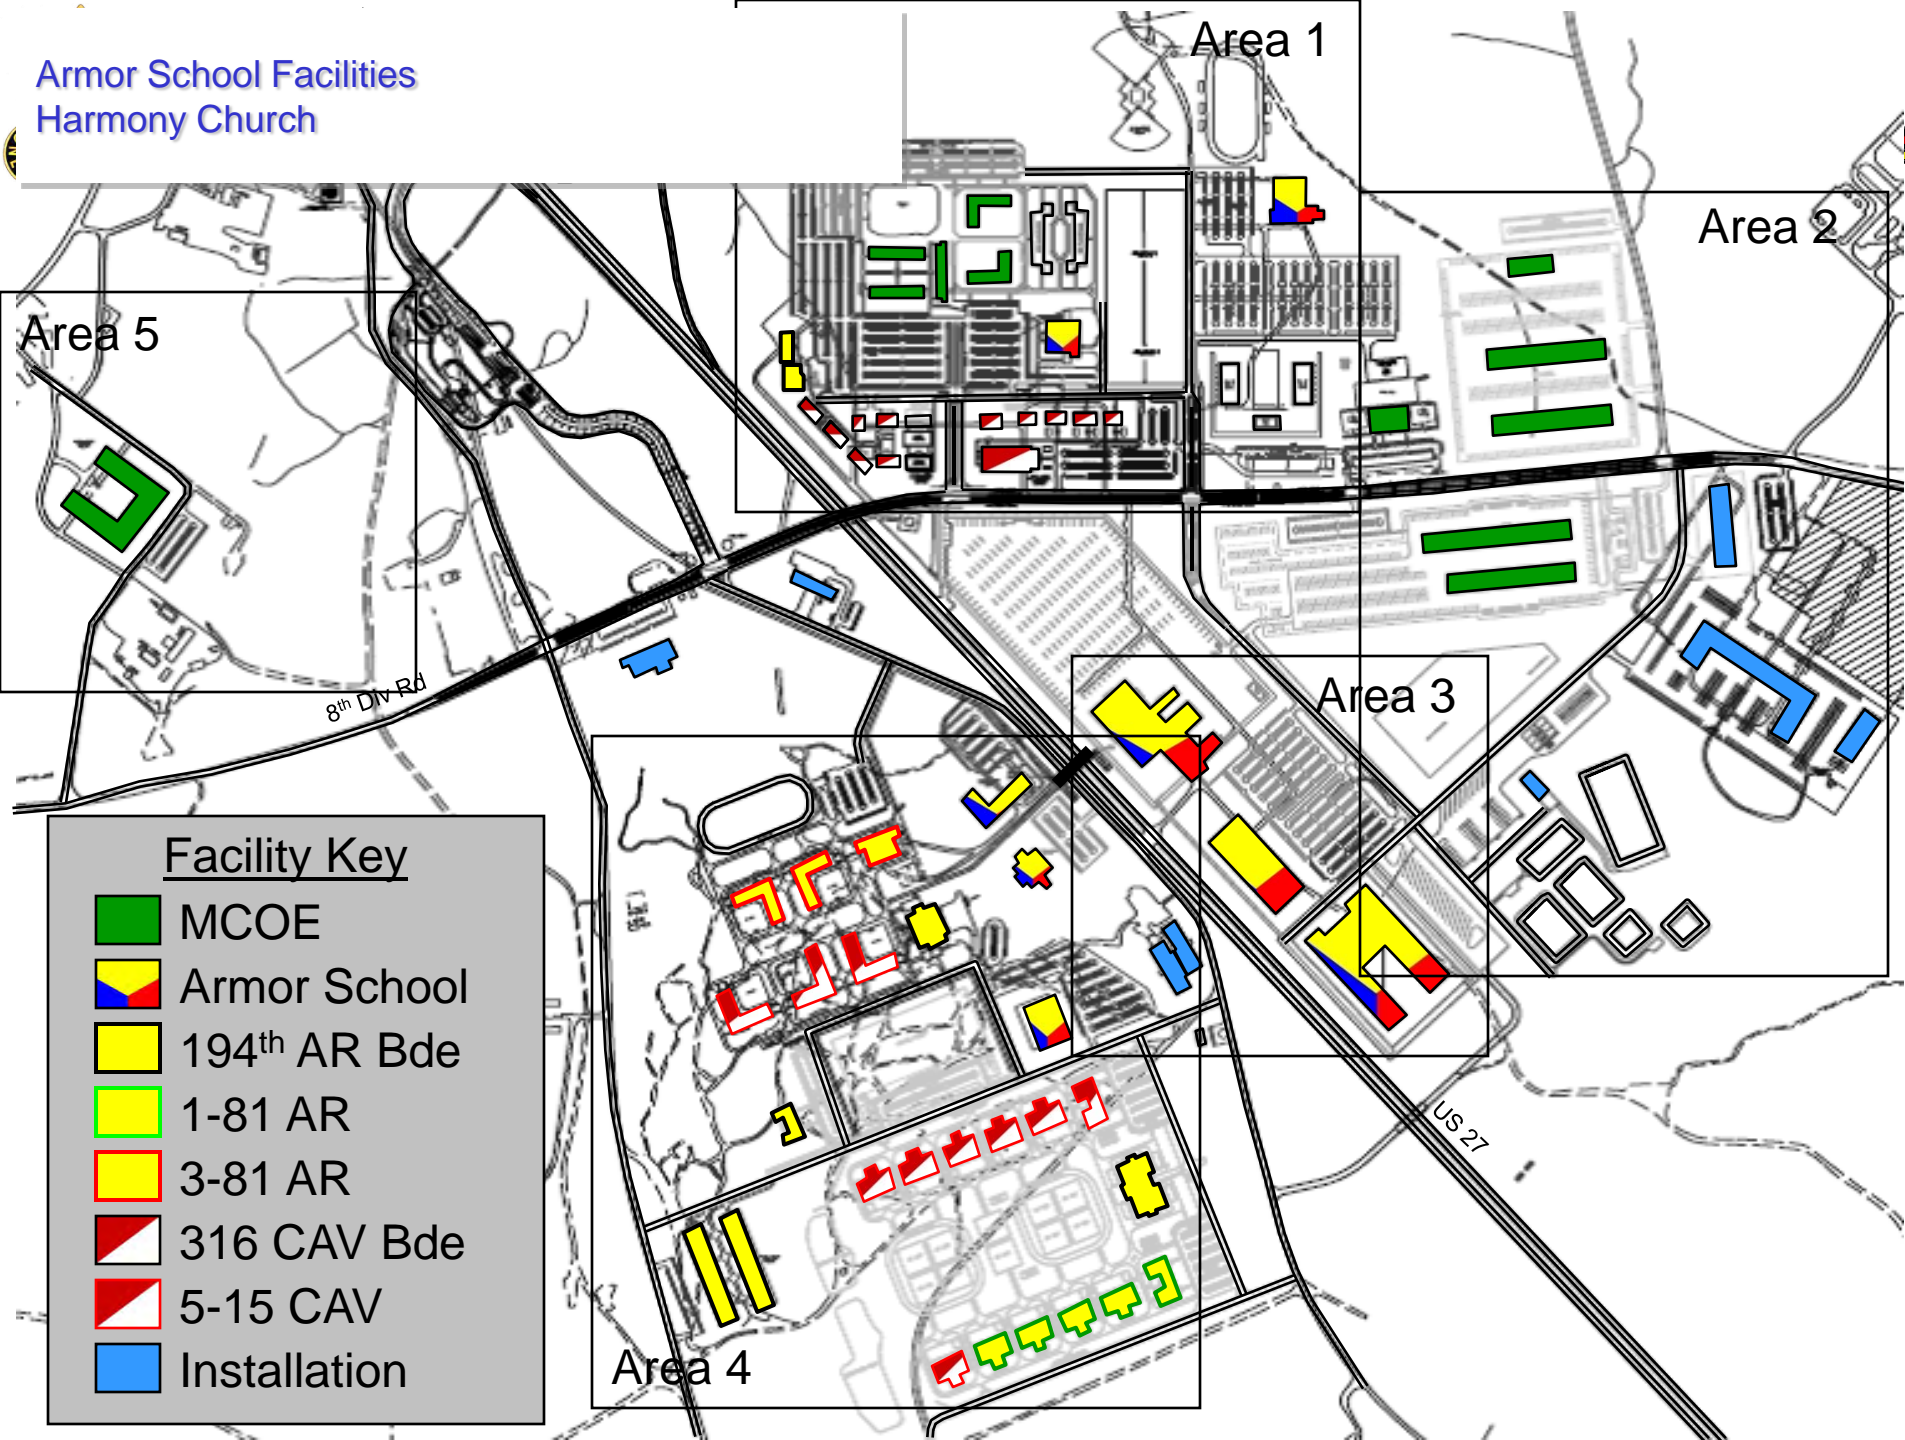 Armor School Facilities
Harmony Church
Area 1
Area 2
Area 5
8th Div Rd
Area 3
Facility Key
MCOE
Armor School
194th AR Bde
1-81 AR
3-81 AR
316 CAV Bde
5-15 CAV
Installation
US 27
Area 4